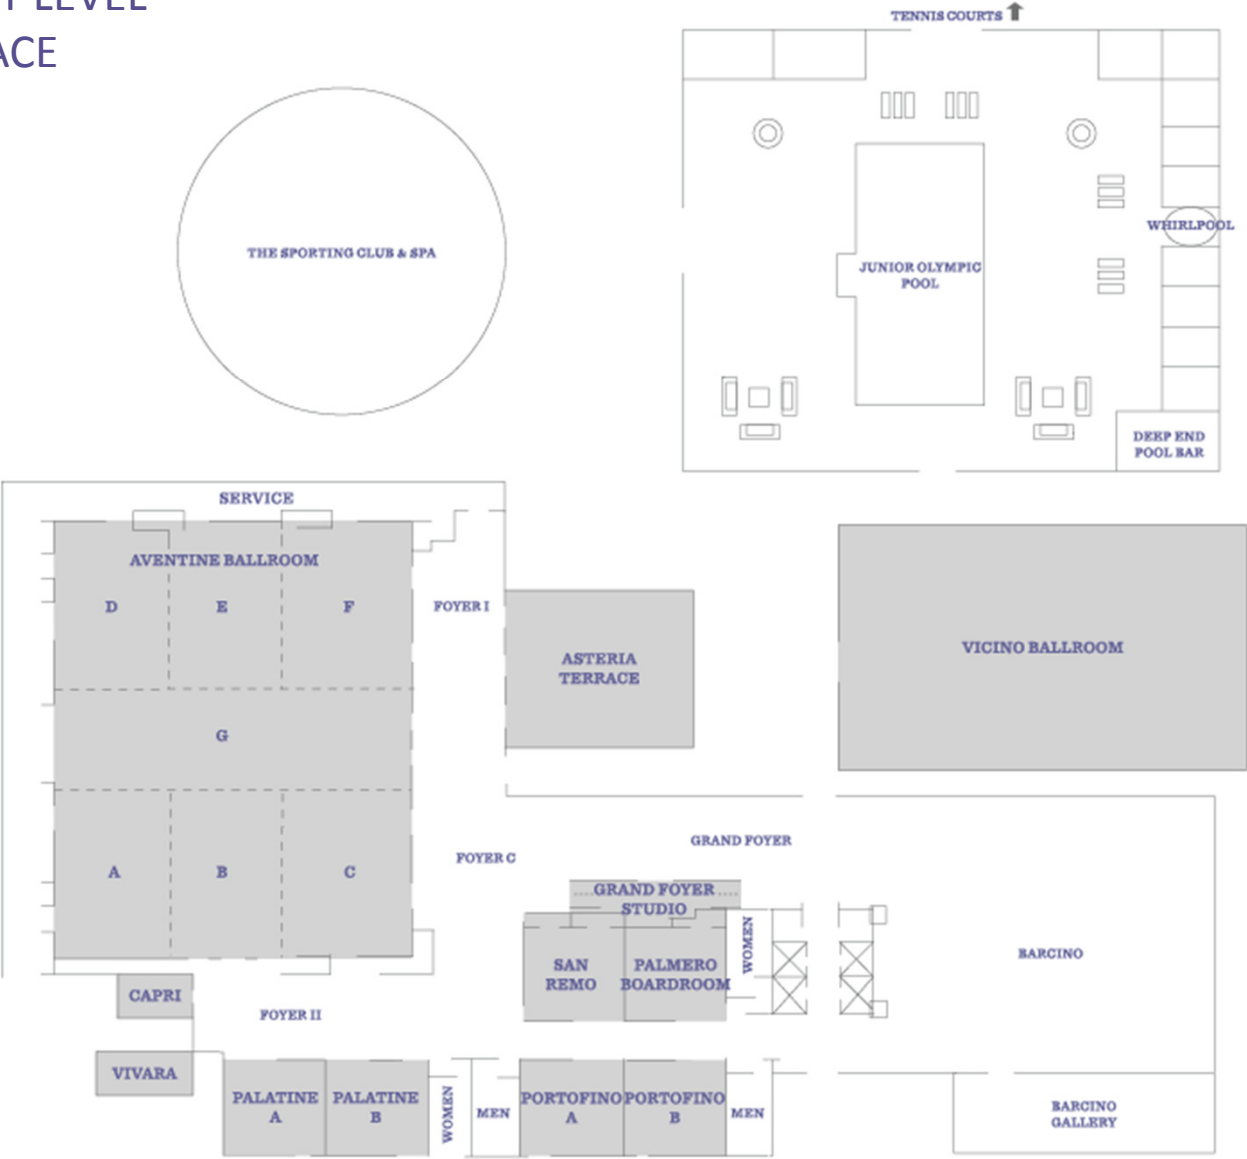 LEVEL
TENNIS COURTS
THE SPORTING CLUB & SPA
WHIRLPOOL
JUNIOR OLYMPIC
POOL
DEEP END
POOL BAR
SERVICE
AVENTINE BALLROOM
D
E
F
FOYER I
ASTERIA
TERRACE
VICINO BALLROOM
G
A
B
C
FOYER C
GRAND FOYER
GRAND FOYER
STUDIO
WOMEN
SAN
REMO
PALMERO
BOARDROOM
BARCINO
CAPRI
FOYER II
VIVARA
PALATINE
A
PALATINE
B
WOMEN
MEN
PORTOFINO
A
PORTOFINO
B
MEN
BARCINO
GALLERY